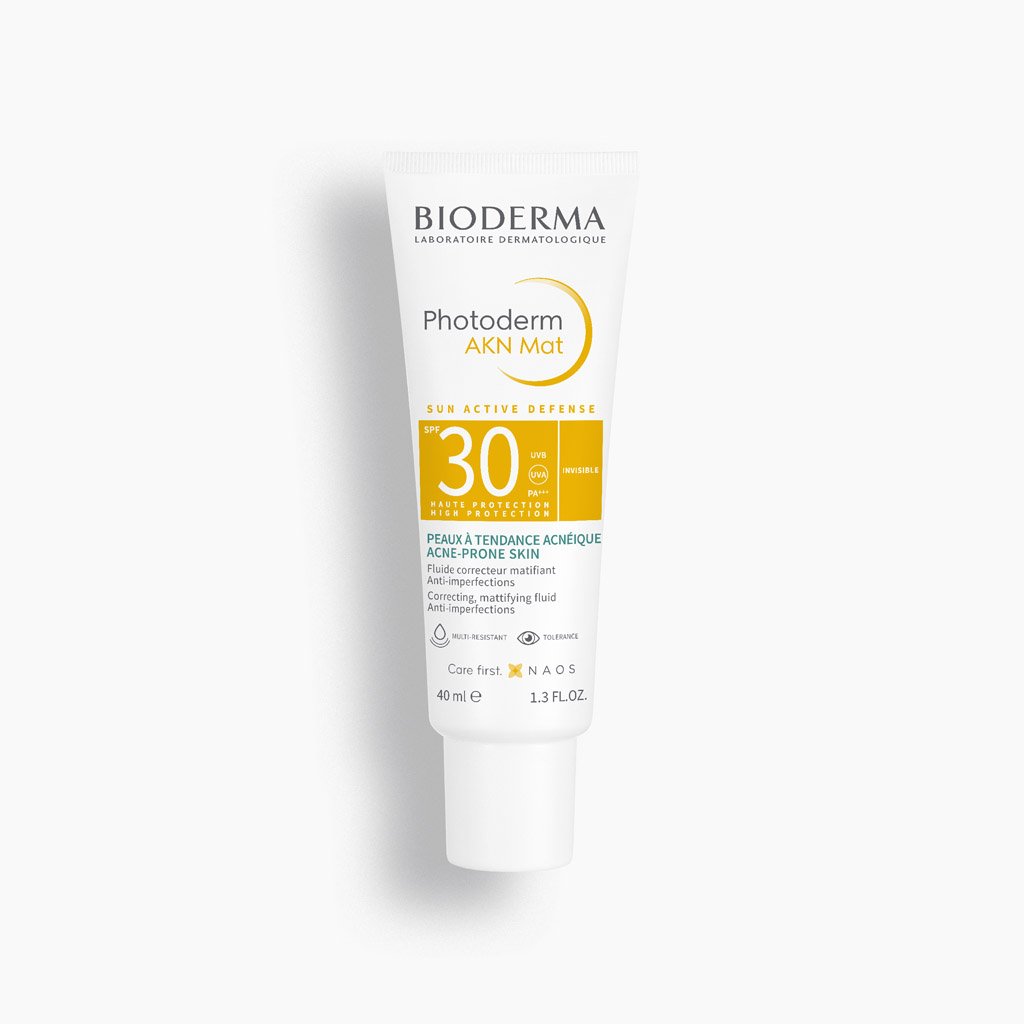 BIODERMA
LABORATOIRE DERMATOLOGIQUE
Photoderm
AKN Mat
SUN ACTIVE DEFENSE
SPF 30 UVB
UVA
PA+++
INVISIBLE
HAUTE PROTECTION
HIGH PROTECTION
PEAUX À TENDANCE ACNÉIQUE
ACNE-PRONE SKIN
Fluide correcteur matifiant
Anti-imperfections
Correcting, mattifying fluid
Anti-imperfections
MULTI-RESISTANT TOLERANCE
Care first. NAOS
40 ml ℮ 1.3 FL.OZ.